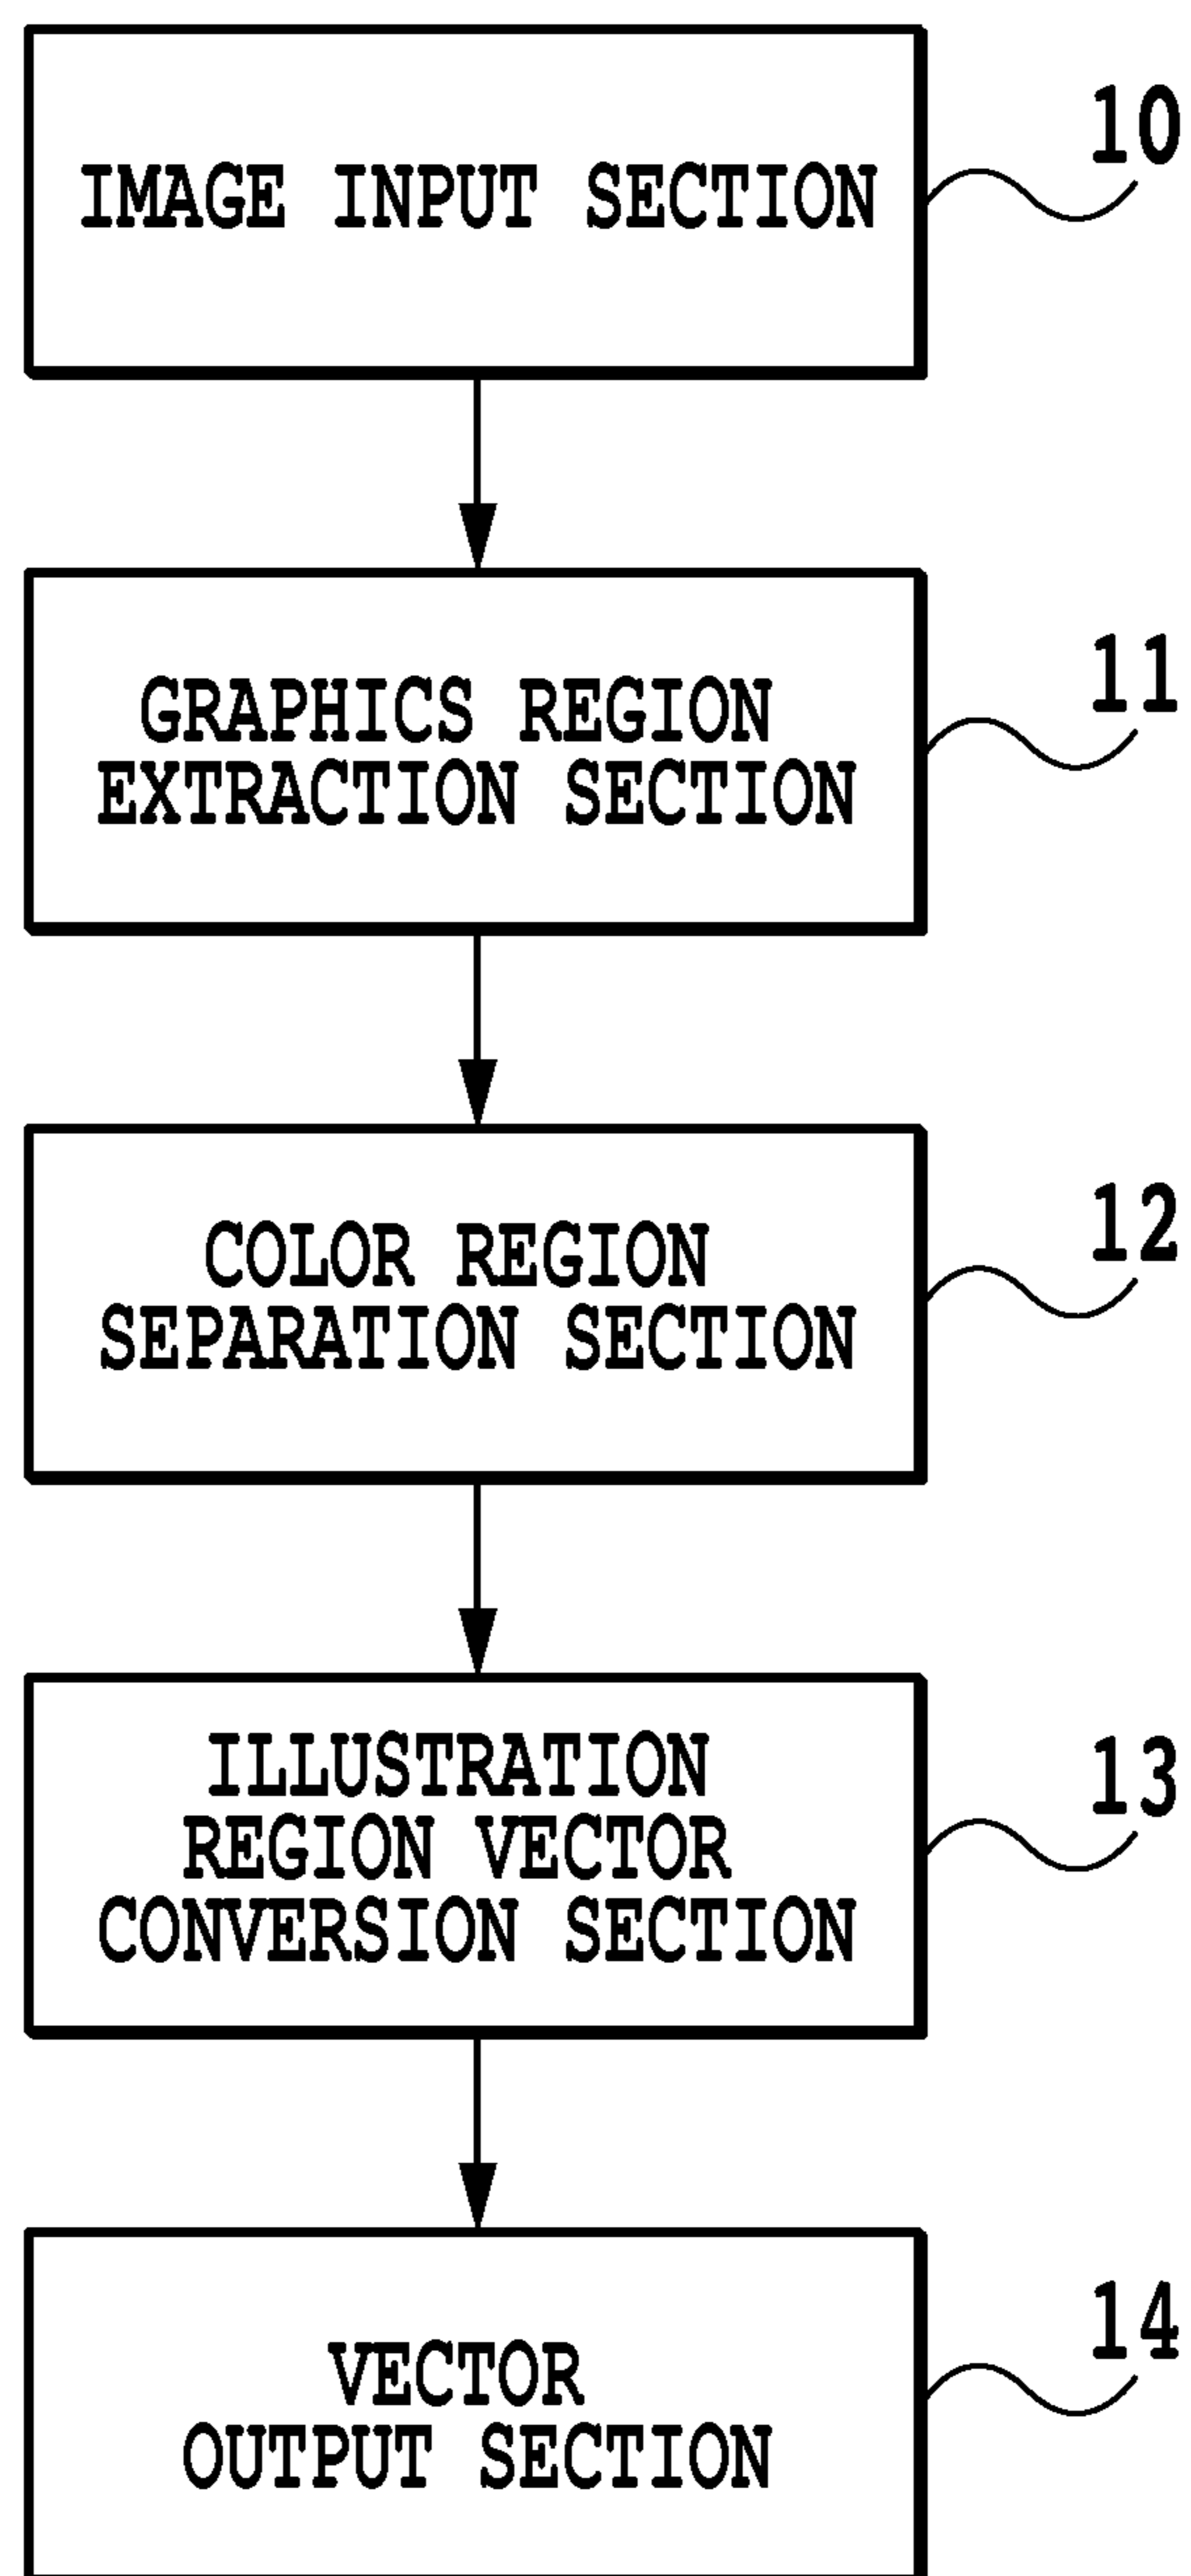 IMAGE INPUT SECTION
10
GRAPHICS REGION
EXTRACTION SECTION
11
COLOR REGION
SEPARATION SECTION
12
ILLUSTRATION
REGION VECTOR
CONVERSION SECTION
13
VECTOR
OUTPUT SECTION
14